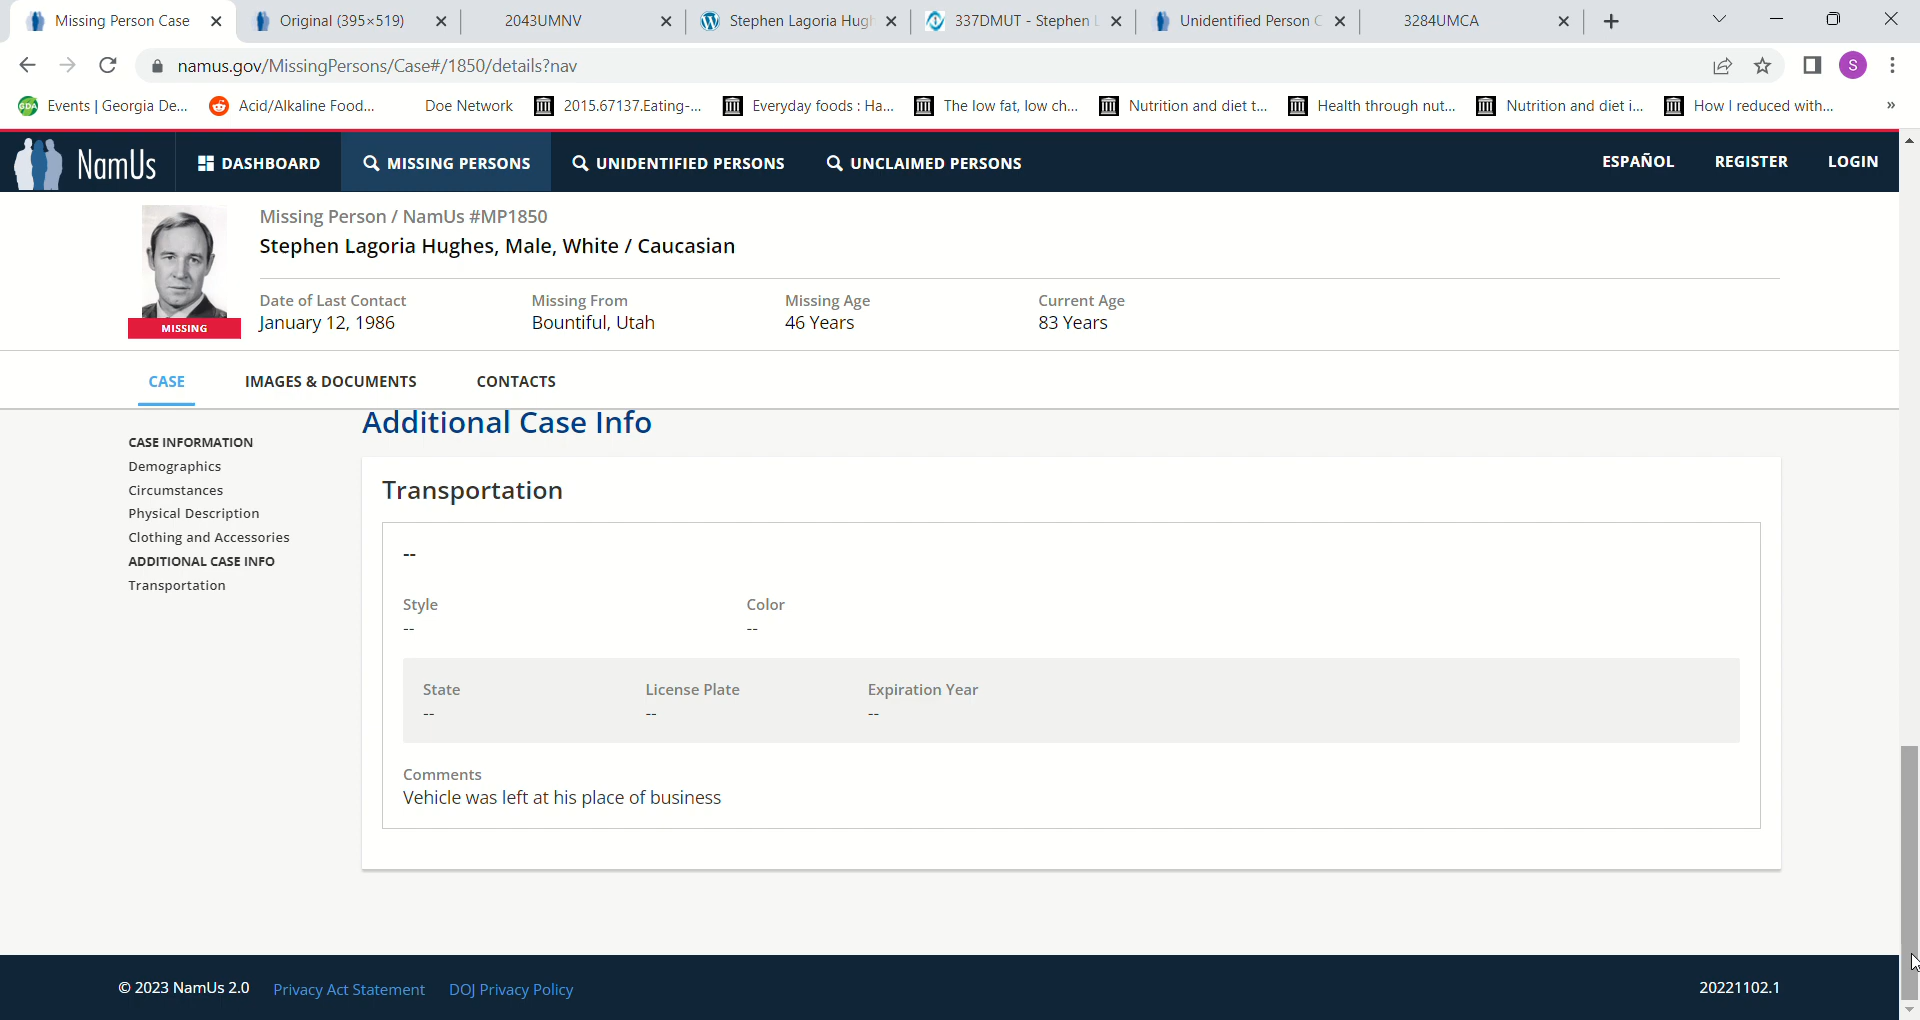 Missing Person Case
Original (395×519)
2043UMNV
Stephen Lagoria Hugh
337DMUT - Stephen L
Unidentified Person C
3284UMCA
namus.gov/MissingPersons/Case#/1850/details?nav
S
Events | Georgia De...
Acid/Alkaline Food...
Doe Network
2015.67137.Eating-...
Everyday foods : Ha...
The low fat, low ch...
Nutrition and diet t...
Health through nut...
Nutrition and diet i...
How I reduced with...
»
NamUs
DASHBOARD
MISSING PERSONS
UNIDENTIFIED PERSONS
UNCLAIMED PERSONS
ESPAÑOL
REGISTER
LOGIN
Missing Person / NamUs #MP1850
Stephen Lagoria Hughes, Male, White / Caucasian
MISSING
Date of Last Contact
January 12, 1986
Missing From
Bountiful, Utah
Missing Age
46 Years
Current Age
83 Years
CASE
IMAGES & DOCUMENTS
CONTACTS
CASE INFORMATION
Demographics
Circumstances
Physical Description
Clothing and Accessories
ADDITIONAL CASE INFO
Transportation
Additional Case Info
Transportation
--
Style
--
Color
--
State
--
License Plate
--
Expiration Year
--
Comments
Vehicle was left at his place of business
© 2023 NamUs 2.0
Privacy Act Statement
DOJ Privacy Policy
20221102.1